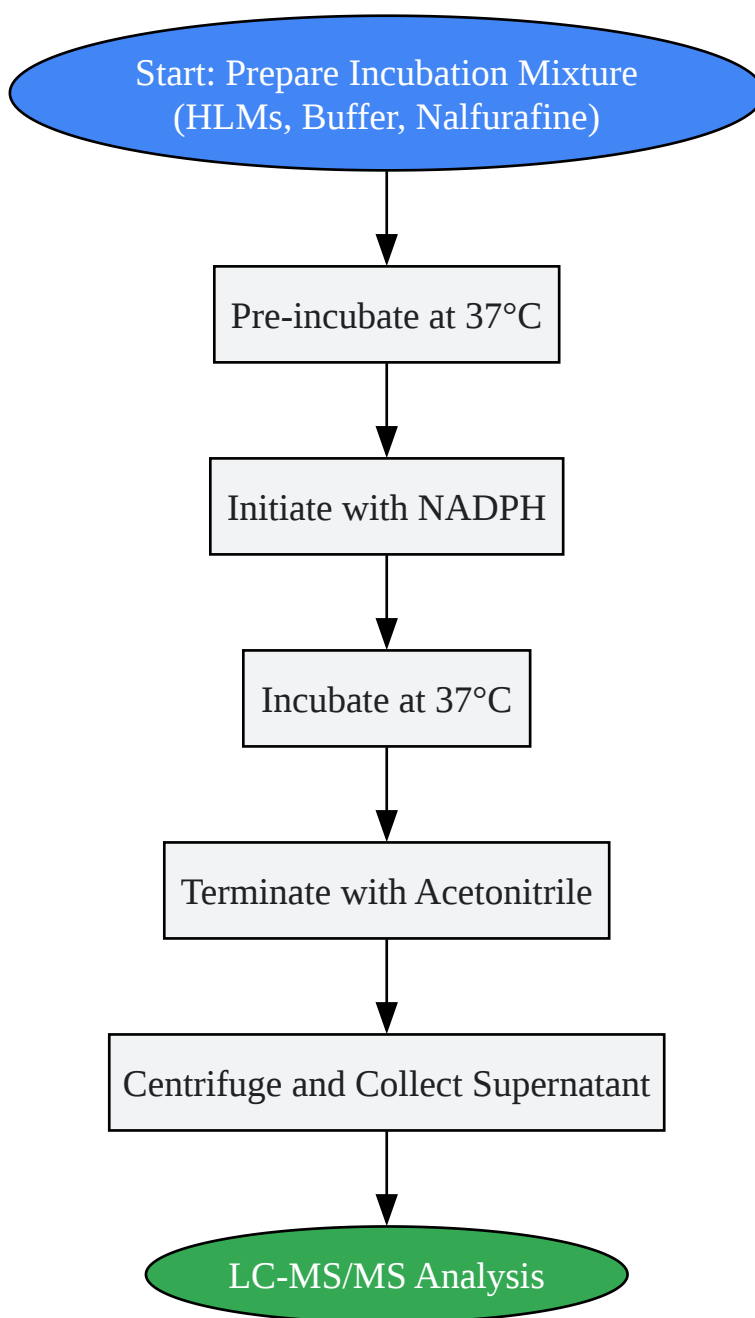 Start: Prepare Incubation Mixture
(HLMs, Buffer, Nalfurafine)
Pre-incubate at 37°C
Initiate with NADPH
Incubate at 37°C
Terminate with Acetonitrile
Centrifuge and Collect Supernatant
LC-MS/MS Analysis